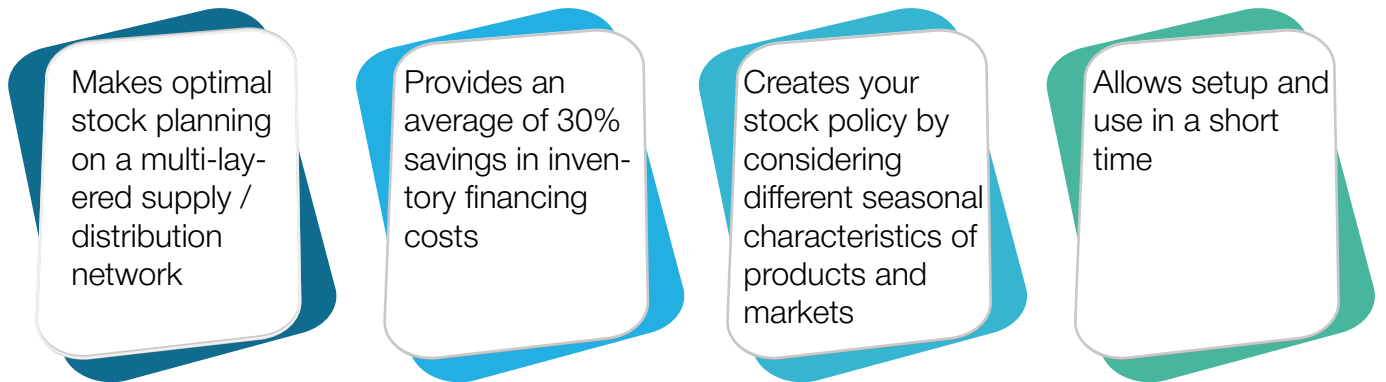 Makes optimal
stock planning
on a multi-lay-
ered supply /
distribution
network
Provides an
average of 30%
savings in inven-
tory financing
costs
Creates your
stock policy by
considering
different seasonal
characteristics of
products and
markets
Allows setup and
use in a short
time